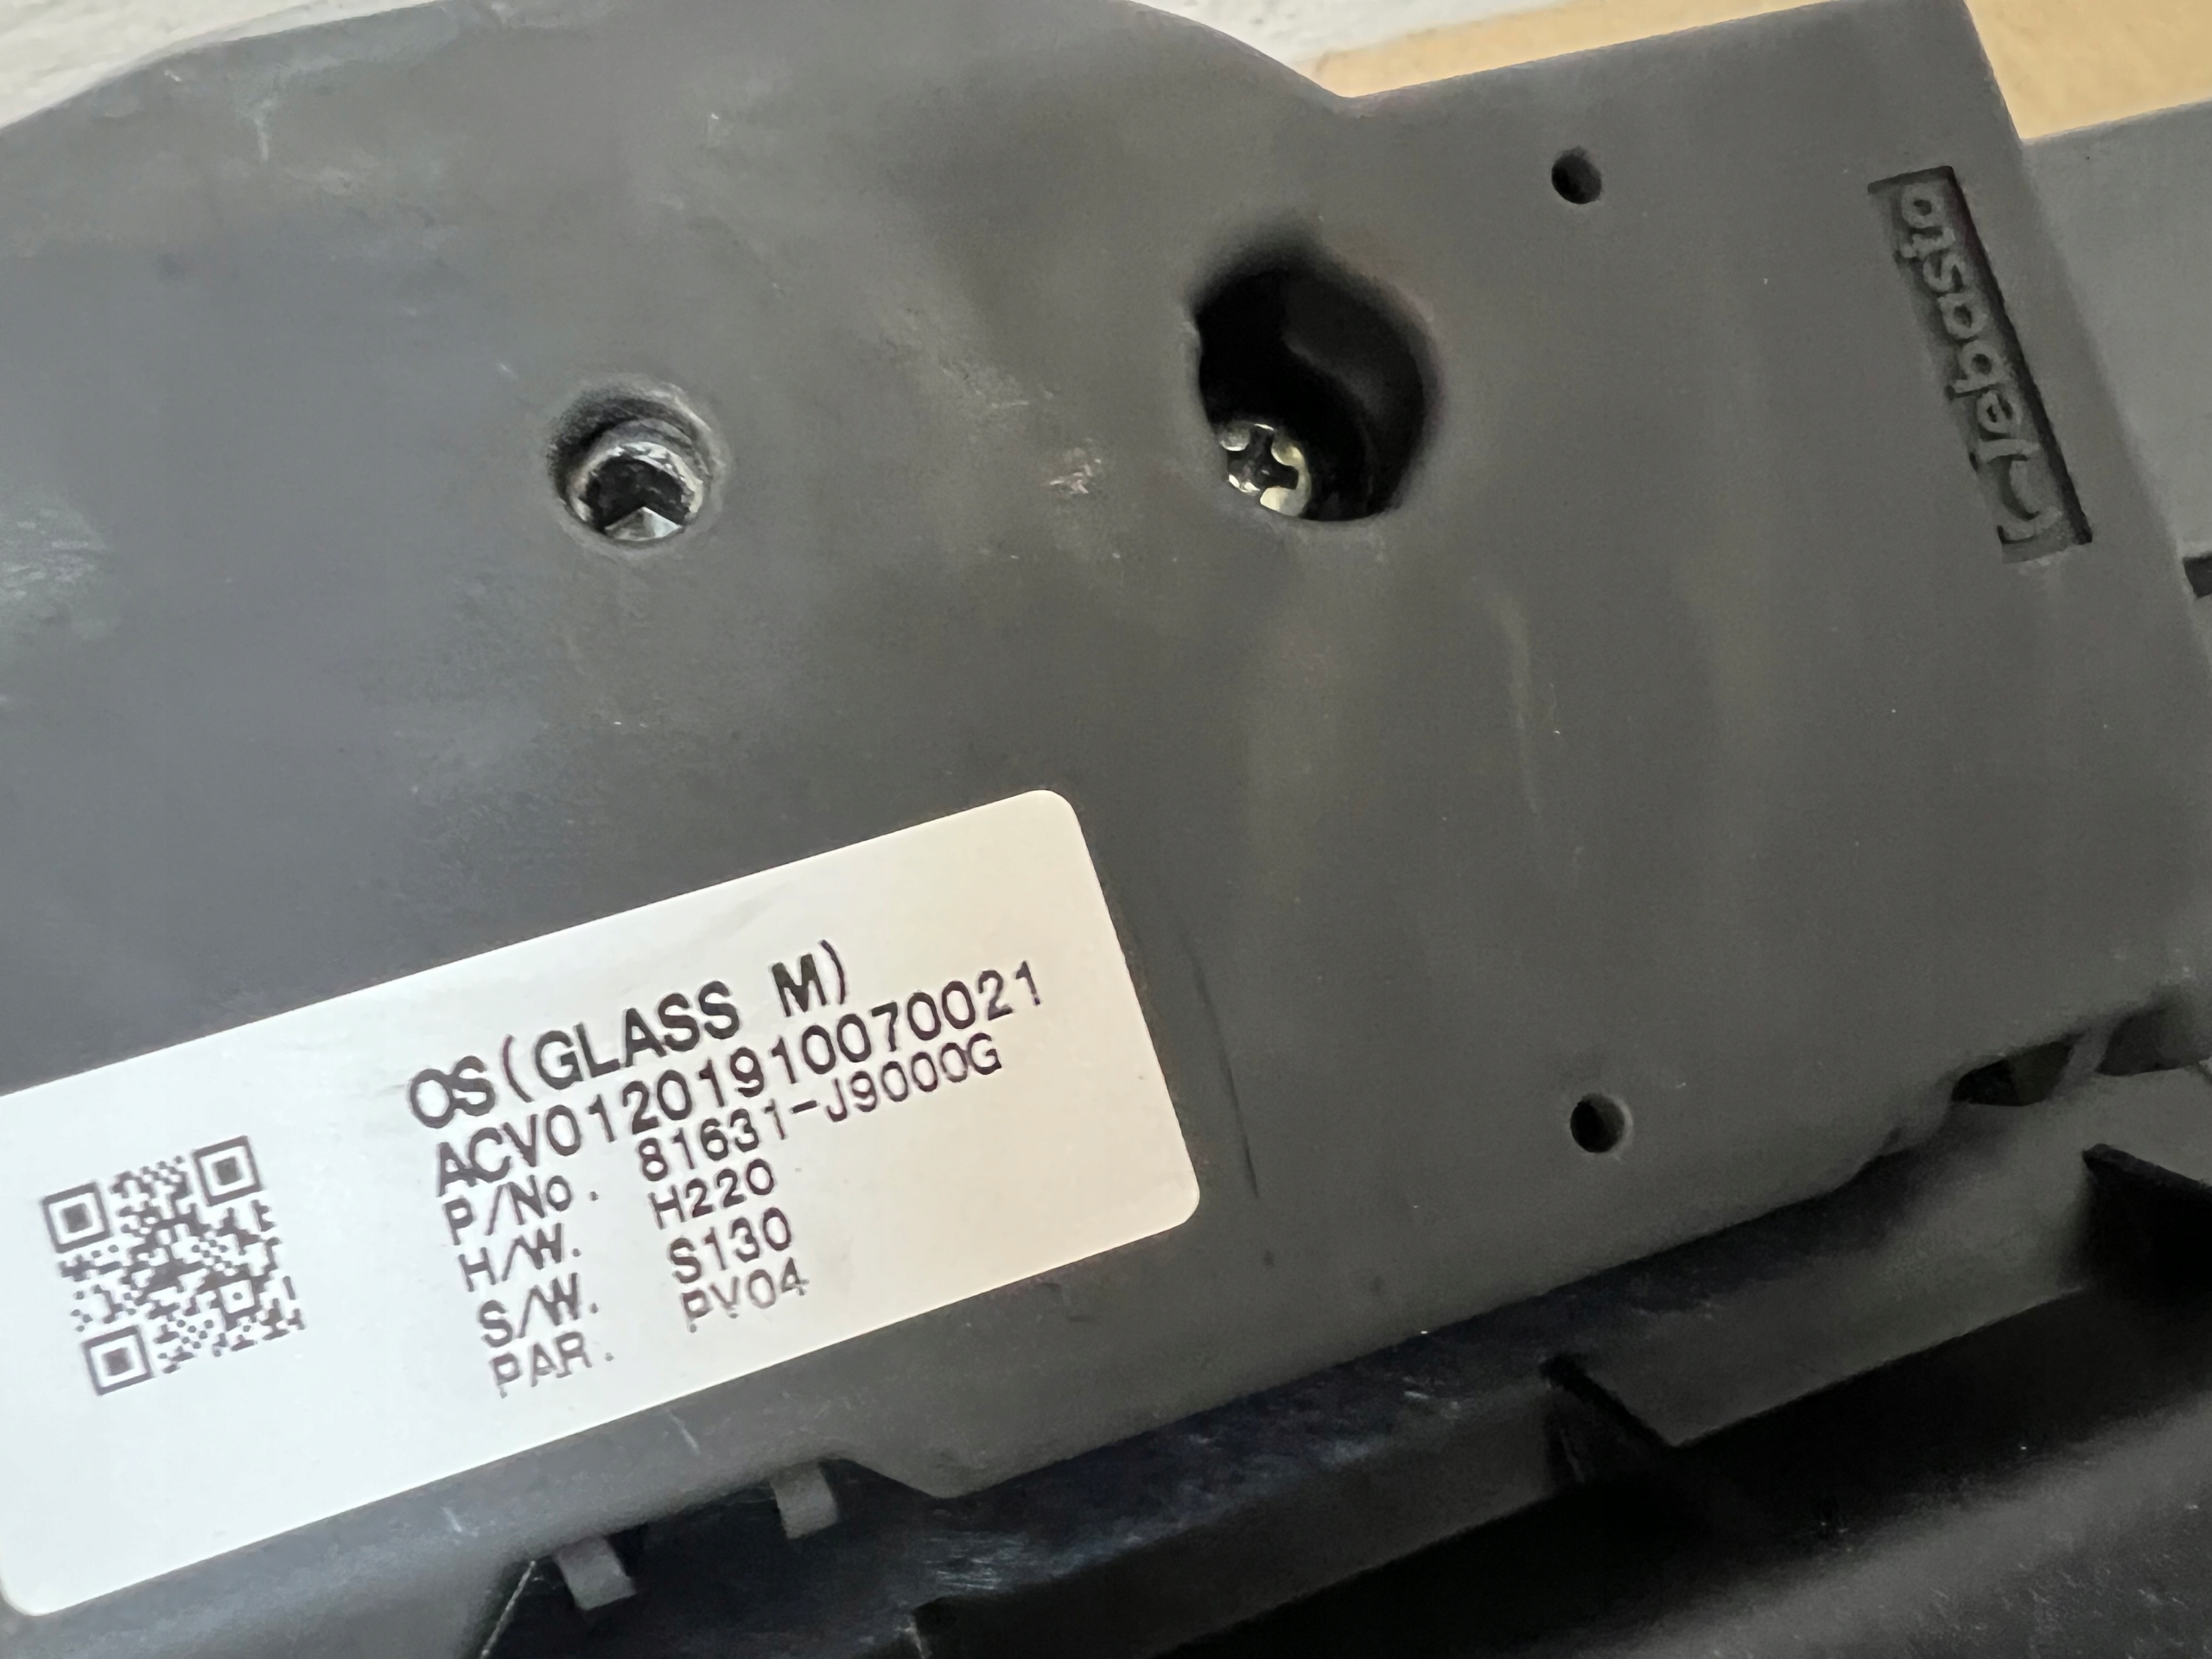 Webasto
OS(GLASS M)
ACV01201910070021
P/No. 81631-J9000G
H/W. H220
S/W. S130
PAR. PV04